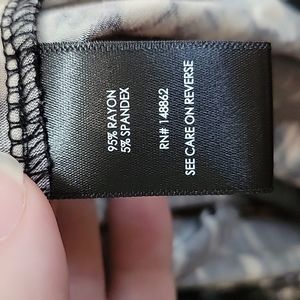 95% RAYON
5% SPANDEX
RN# 148862
SEE CARE ON REVERSE